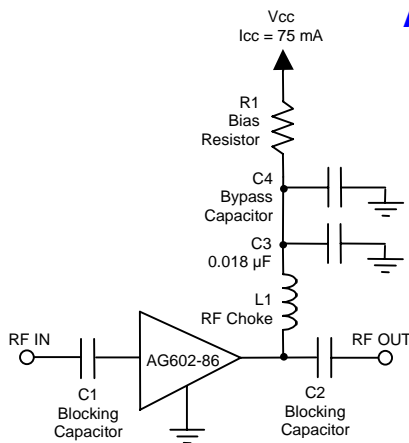 Vcc
Icc = 75 mA
R1
Bias
Resistor
C4
Bypass
Capacitor
C3
0.018 µF
L1
RF Choke
RF IN
AG602-86
RF OUT
C1
Blocking
Capacitor
C2
Blocking
Capacitor